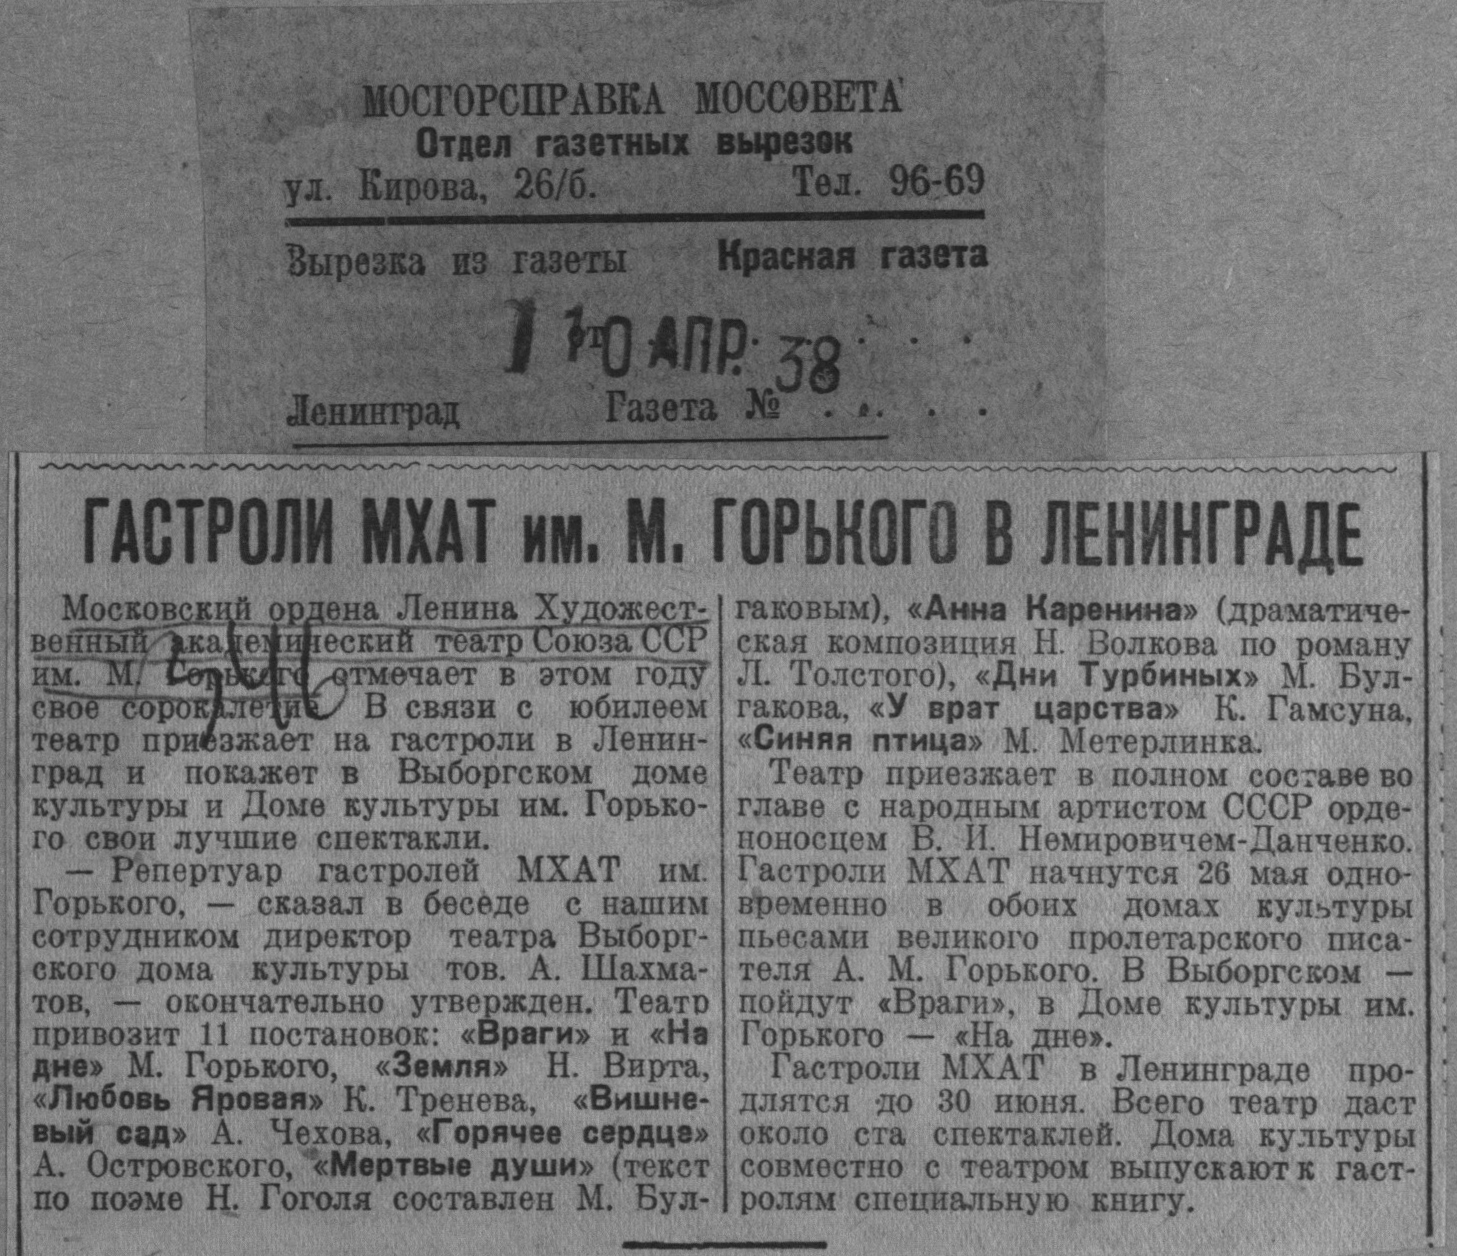 МОСГОРСПРАВКА МОССОВЕТА
Отдел газетных вырезок
ул. Кирова, 26/б. Тел. 96-69
Вырезка из газеты Красная газета
от 10 АПР. 38
Ленинград Газета № . . . . .
ГАСТРОЛИ МХАТ им. М. ГОРЬКОГО В ЛЕНИНГРАДЕ
Московский ордена Ленина Художест-
венный академический театр Союза ССР
им. М. Горького отмечает в этом году
свое сорокалетие. В связи с юбилеем
театр приезжает на гастроли в Ленин-
град и покажет в Выборгском доме
культуры и Доме культуры им. Горько-
го свои лучшие спектакли.
— Репертуар гастролей МХАТ им.
Горького, — сказал в беседе с нашим
сотрудником директор театра Выборг-
ского дома культуры тов. А. Шахма-
тов, — окончательно утвержден. Театр
привозит 11 постановок: «Враги» и «На
дне» М. Горького, «Земля» Н. Вирта,
«Любовь Яровая» К. Тренева, «Вишне-
вый сад» А. Чехова, «Горячее сердце»
А. Островского, «Мертвые души» (текст
по поэме Н. Гоголя составлен М. Бул-
гаковым), «Анна Каренина» (драматиче-
ская композиция Н. Волкова по роману
Л. Толстого), «Дни Турбиных» М. Бул-
гакова, «У врат царства» К. Гамсуна,
«Синяя птица» М. Метерлинка.
Театр приезжает в полном составе во
главе с народным артистом СССР орде-
ноносцем В. И. Немировичем-Данченко.
Гастроли МХАТ начнутся 26 мая одно-
временно в обоих домах культуры
пьесами великого пролетарского писа-
теля А. М. Горького. В Выборгском —
пойдут «Враги», в Доме культуры им.
Горького — «На дне».
Гастроли МХАТ в Ленинграде про-
длятся до 30 июня. Всего театр даст
около ста спектаклей. Дома культуры
совместно с театром выпускают к гаст-
ролям специальную книгу.